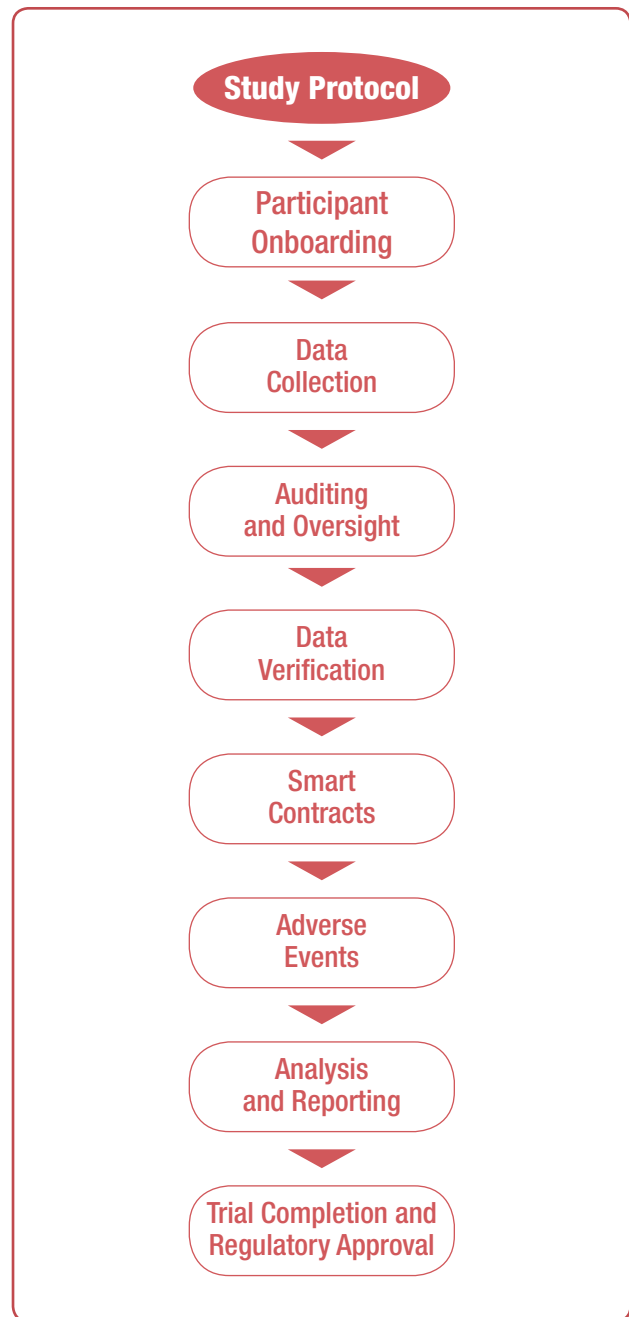 Study Protocol
Participant
Onboarding
Data
Collection
Auditing
and Oversight
Data
Verification
Smart
Contracts
Adverse
Events
Analysis
and Reporting
Trial Completion and
Regulatory Approval